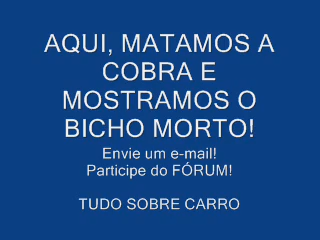 AQUI, MATAMOS A
COBRA E
MOSTRAMOS O
BICHO MORTO!
Envie um e-mail!
Participe do FÓRUM!
TUDO SOBRE CARRO